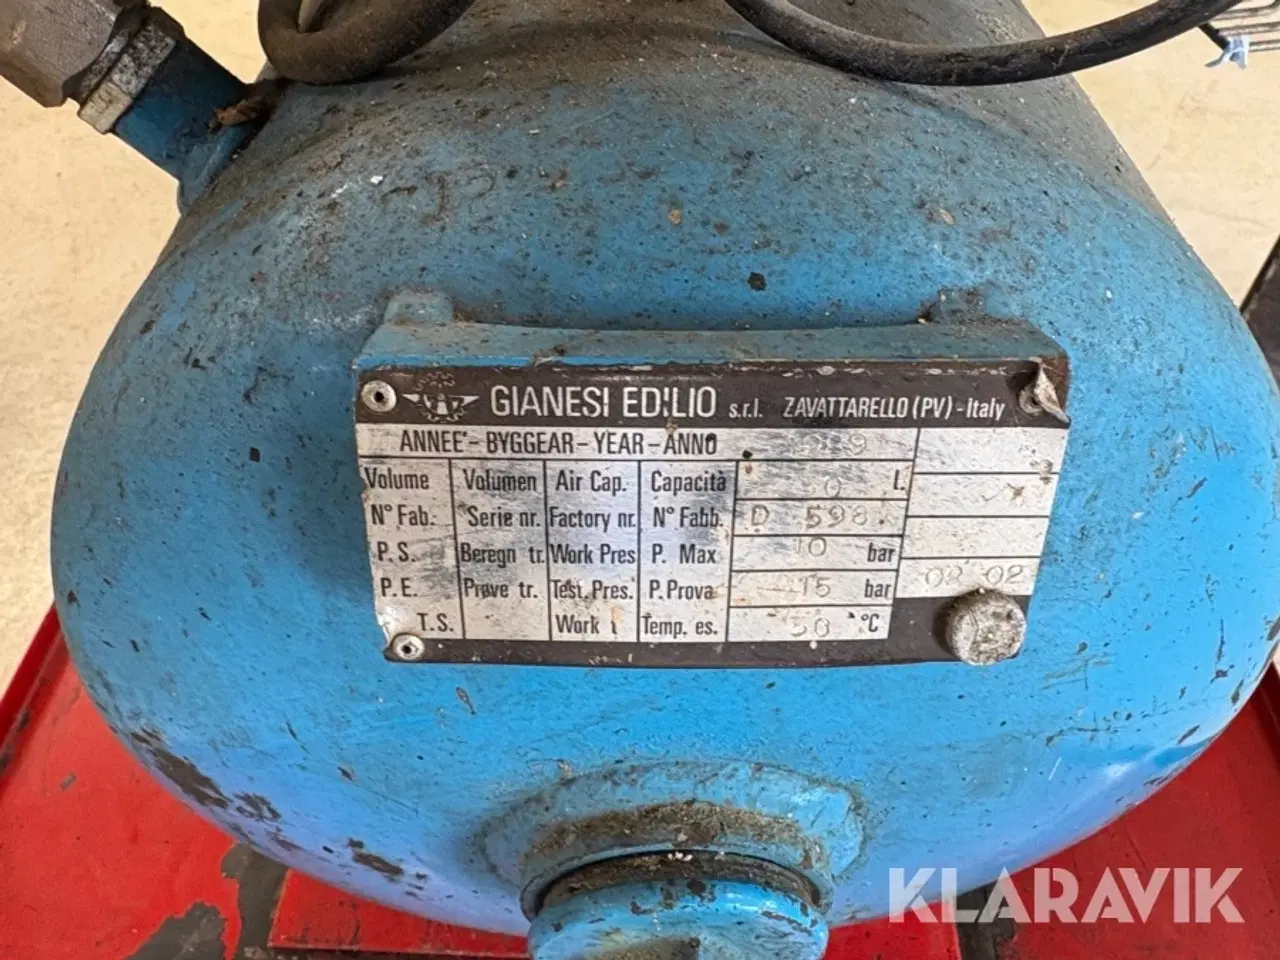 GIANESI EDILIO s.r.l. ZAVATTARELLO (PV) - italy
ANNEE - BYGGEAR - YEAR - ANNO
Volume Volumen Air Cap. Capacità l.
N° Fab. Serie nr. Factory nr. N° Fabb. D 598
P. S. Beregn tr. Work Pres P. Max 10 bar
P. E. Prøve tr. Test. Pres. P. Prova 15 bar 02 02
T.S. Work t Temp. es. 50 °C
KLARAVIK